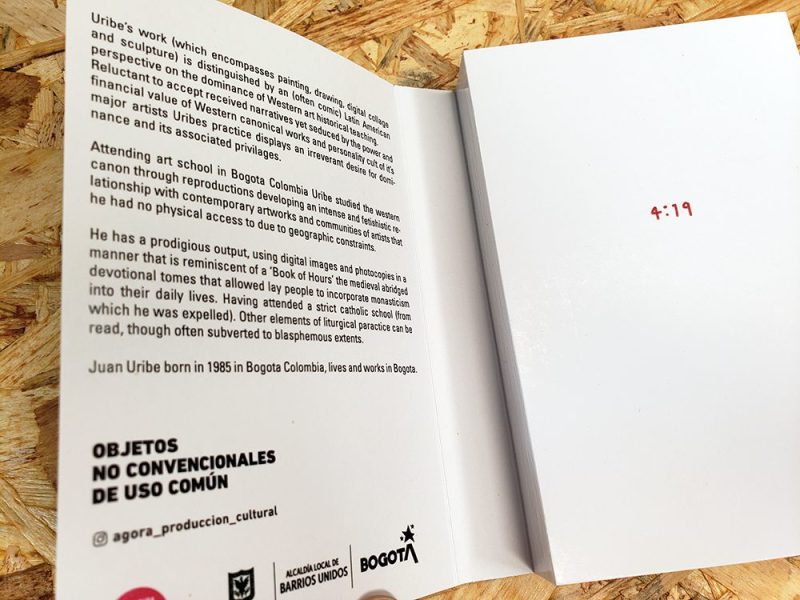 Uribe's work (which encompasses painting, drawing, digital collage
and sculpture) is distinguished by an (often comic) Latin American
perspective on the dominance of Western art historical teaching.
Reluctant to accept received narratives yet seduced by the power and
financial value of Western canonical works and personality cult of it's
major artists Uribes practice displays an irreverant desire for domi-
nance and its associated privilages.
Attending art school in Bogota Colombia Uribe studied the western
canon through reproductions developing an intense and fetishistic re-
lationship with contemporary artworks and communities of artists that
he had no physical access to due to geographic constraints.
He has a prodigious output, using digital images and photocopies in a
manner that is reminiscent of a 'Book of Hours' the medieval abridged
devotional tomes that allowed lay people to incorporate monasticism
into their daily lives. Having attended a strict catholic school (from
which he was expelled). Other elements of liturgical paractice can be
read, though often subverted to blasphemous extents.
Juan Uribe born in 1985 in Bogota Colombia, lives and works in Bogota.
OBJETOS
NO CONVENCIONALES
DE USO COMÚN
agora_produccion_cultural
ALCALDÍA LOCAL DE
BARRIOS UNIDOS
BOGOTÁ
4:19